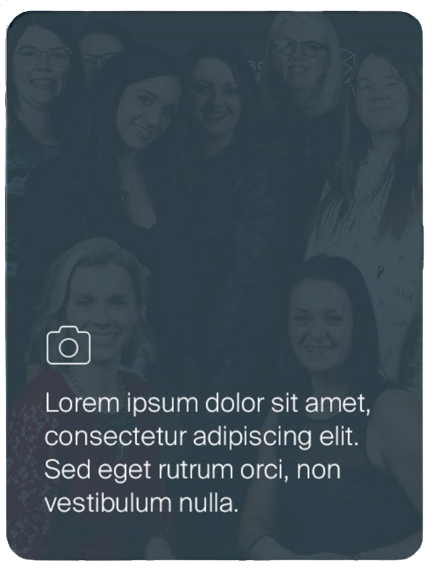 Lorem ipsum dolor sit amet,
consectetur adipiscing elit.
Sed eget rutrum orci, non
vestibulum nulla.